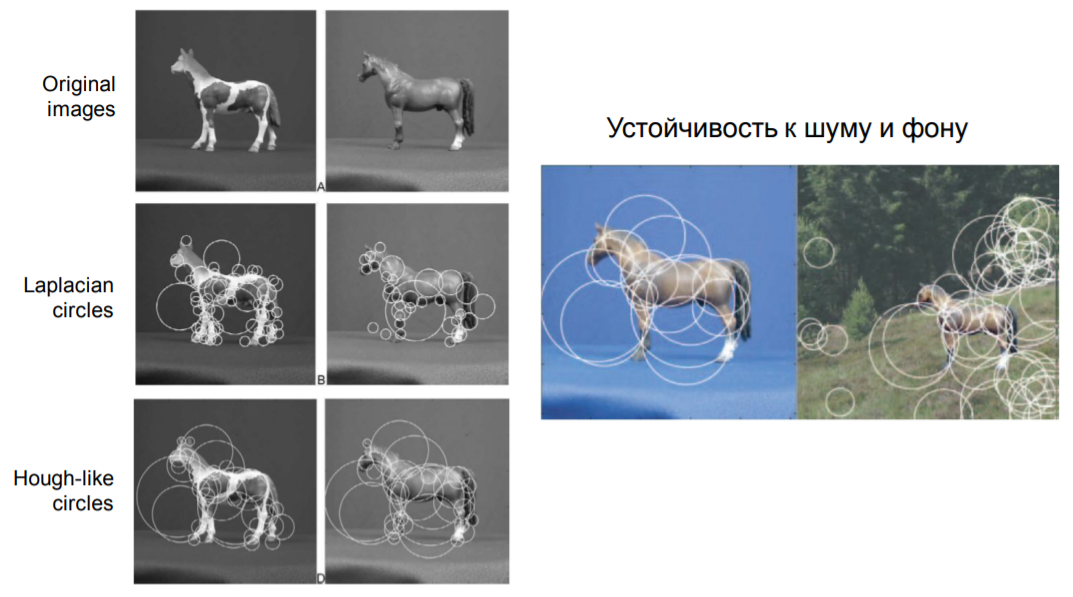 Original
images
A
Laplacian
circles
B
Hough-like
circles
D
Устойчивость к шуму и фону